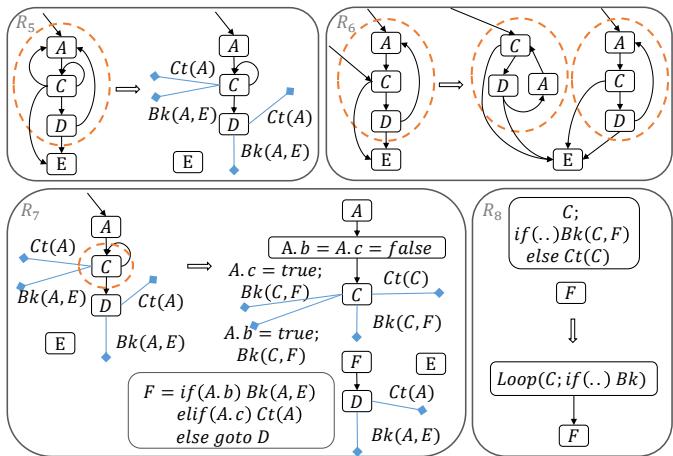 R5
A
C
D
E
A
Ct(A)
C
Bk(A, E)
Ct(A)
D
Bk(A, E)
E
R6
A
C
D
E
C
D
A
A
C
D
E
R7
A
Ct(A)
C
Bk(A, E)
Ct(A)
D
E
Bk(A, E)
A
A.b = A.c = false
A.c = true;
Bk(C, F)
C
Ct(C)
Bk(C, F)
A.b = true;
Bk(C, F)
F
E
D
Ct(A)
Bk(A, E)
F = if(A.b) Bk(A, E)
elif(A.c) Ct(A)
else goto D
R8
C;
if(..)Bk(C, F)
else Ct(C)
F
Loop(C; if(..) Bk)
F